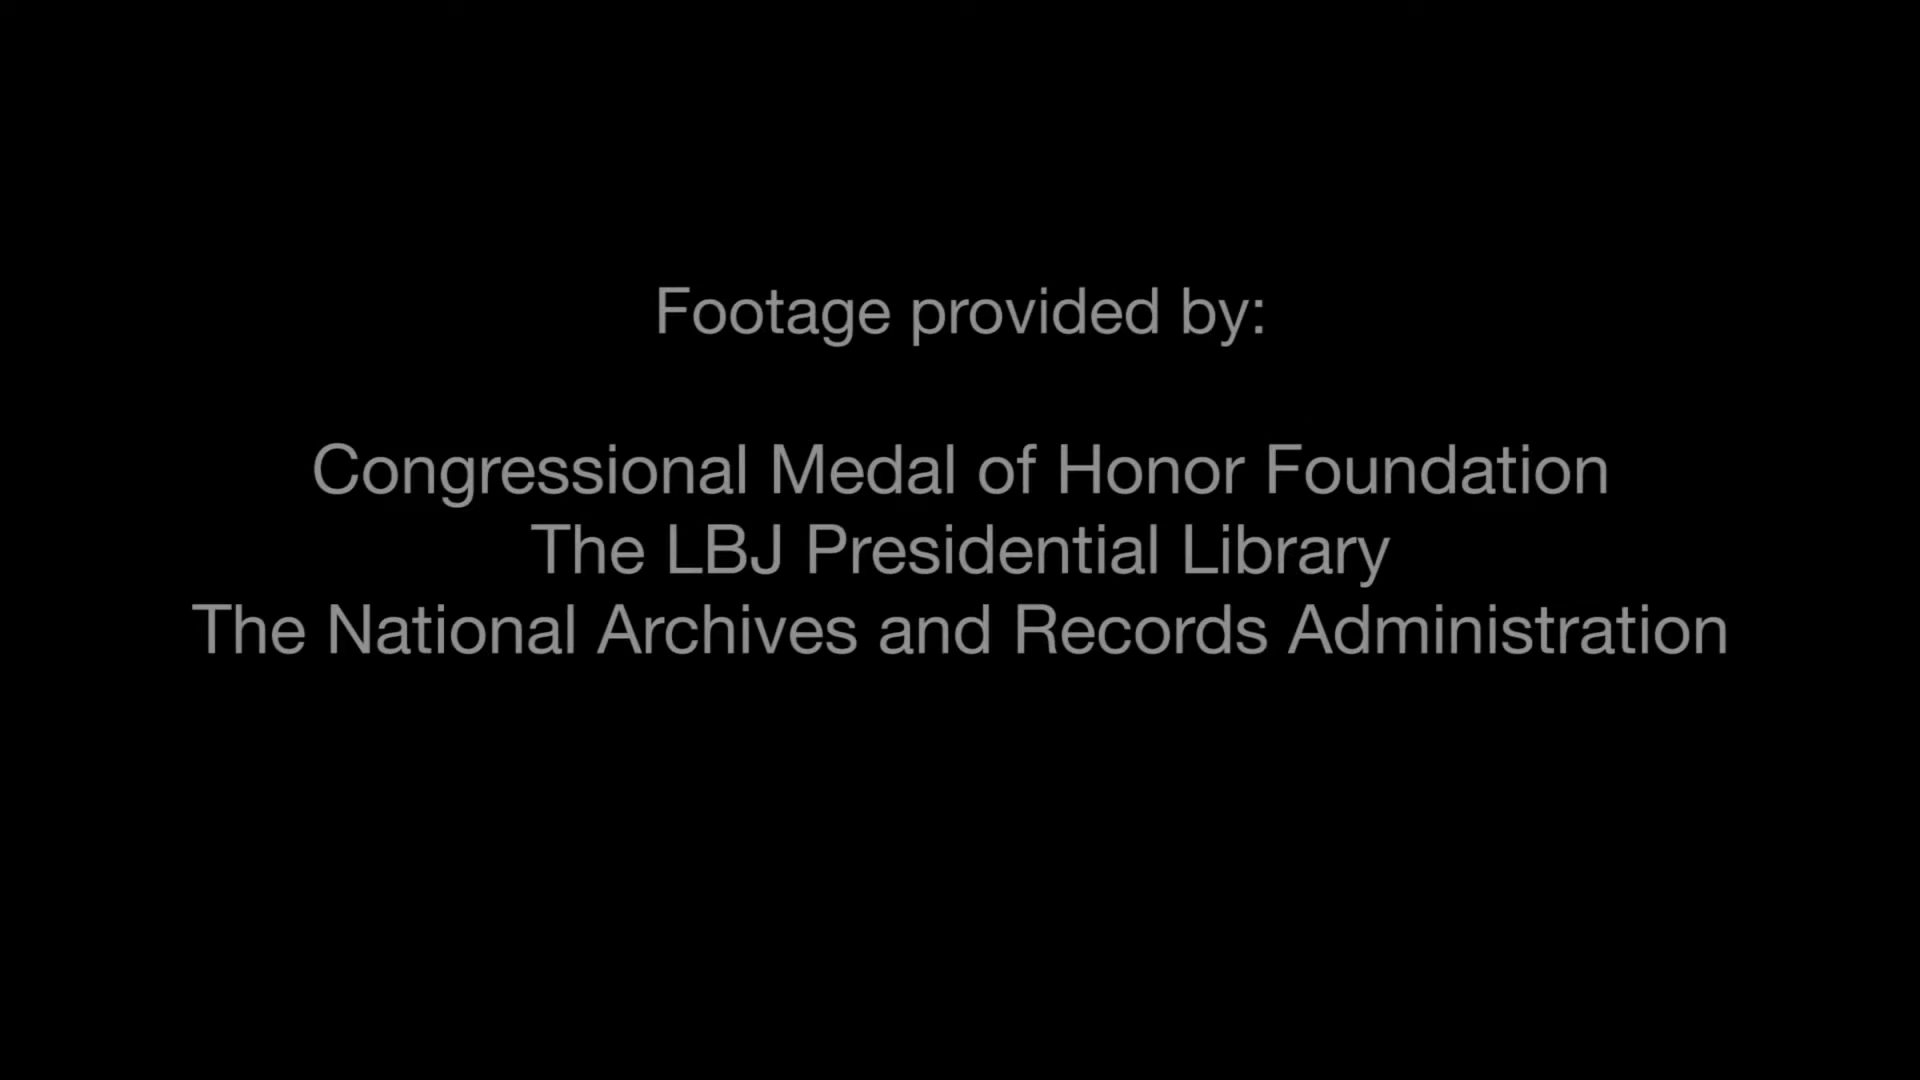 Footage provided by:
Congressional Medal of Honor Foundation
The LBJ Presidential Library
The National Archives and Records Administration